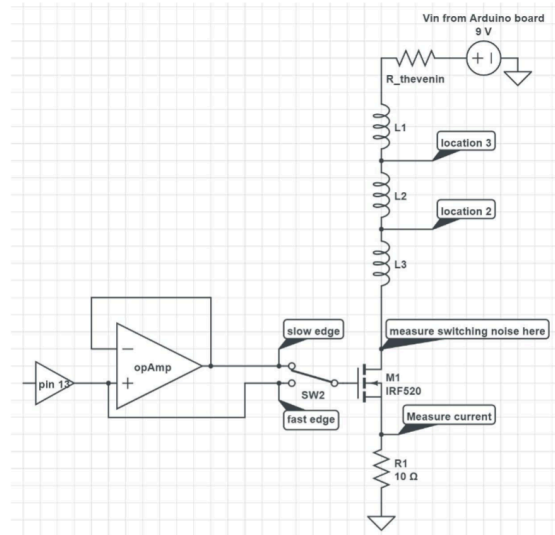 Vin from Arduino board
9 V
R_thevenin
L1
location 3
L2
location 2
L3
slow edge
measure switching noise here
opAmp
pin 13
SW2
M1
IRF520
fast edge
Measure current
R1
10 Ω